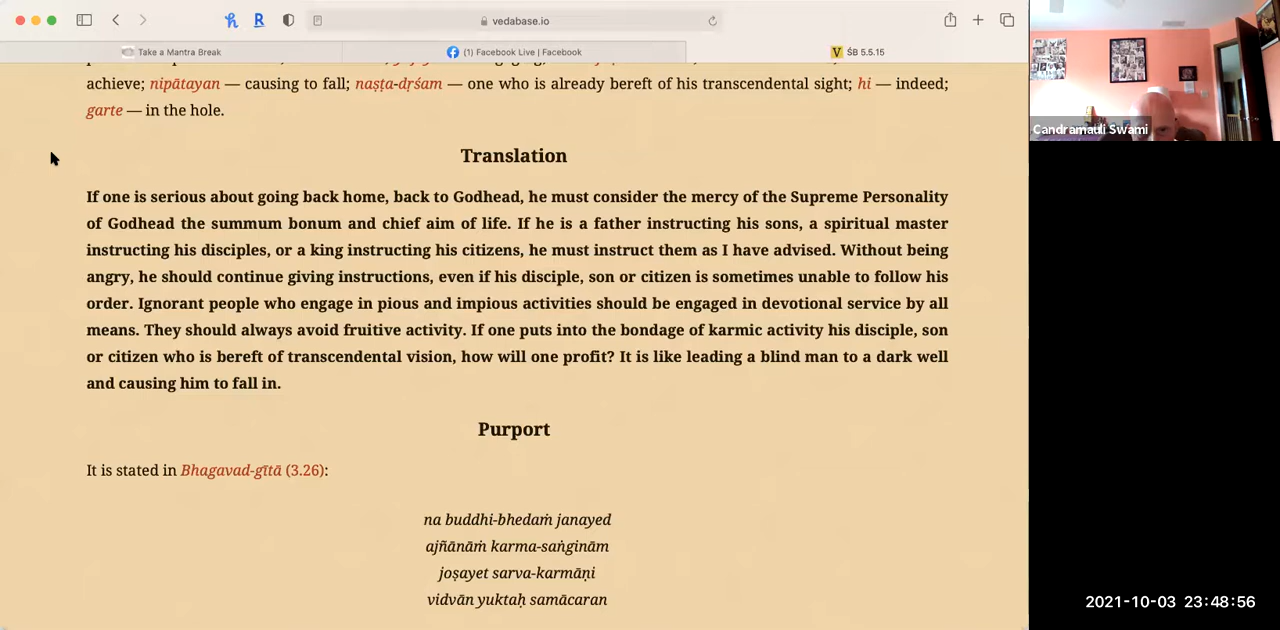 vedabase.io
Take a Mantra Break
(1) Facebook Live | Facebook
ŚB 5.5.15
achieve; nipātayan — causing to fall; naṣṭa-dṛśam — one who is already bereft of his transcendental sight; hi — indeed;
garte — in the hole.
Translation
If one is serious about going back home, back to Godhead, he must consider the mercy of the Supreme Personality
of Godhead the summum bonum and chief aim of life. If he is a father instructing his sons, a spiritual master
instructing his disciples, or a king instructing his citizens, he must instruct them as I have advised. Without being
angry, he should continue giving instructions, even if his disciple, son or citizen is sometimes unable to follow his
order. Ignorant people who engage in pious and impious activities should be engaged in devotional service by all
means. They should always avoid fruitive activity. If one puts into the bondage of karmic activity his disciple, son
or citizen who is bereft of transcendental vision, how will one profit? It is like leading a blind man to a dark well
and causing him to fall in.
Purport
It is stated in Bhagavad-gītā (3.26):
na buddhi-bhedaṁ janayed
ajñānāṁ karma-saṅginām
joṣayet sarva-karmāṇi
vidvān yuktaḥ samācaran
Candramauli Swami
2021-10-03 23:48:56